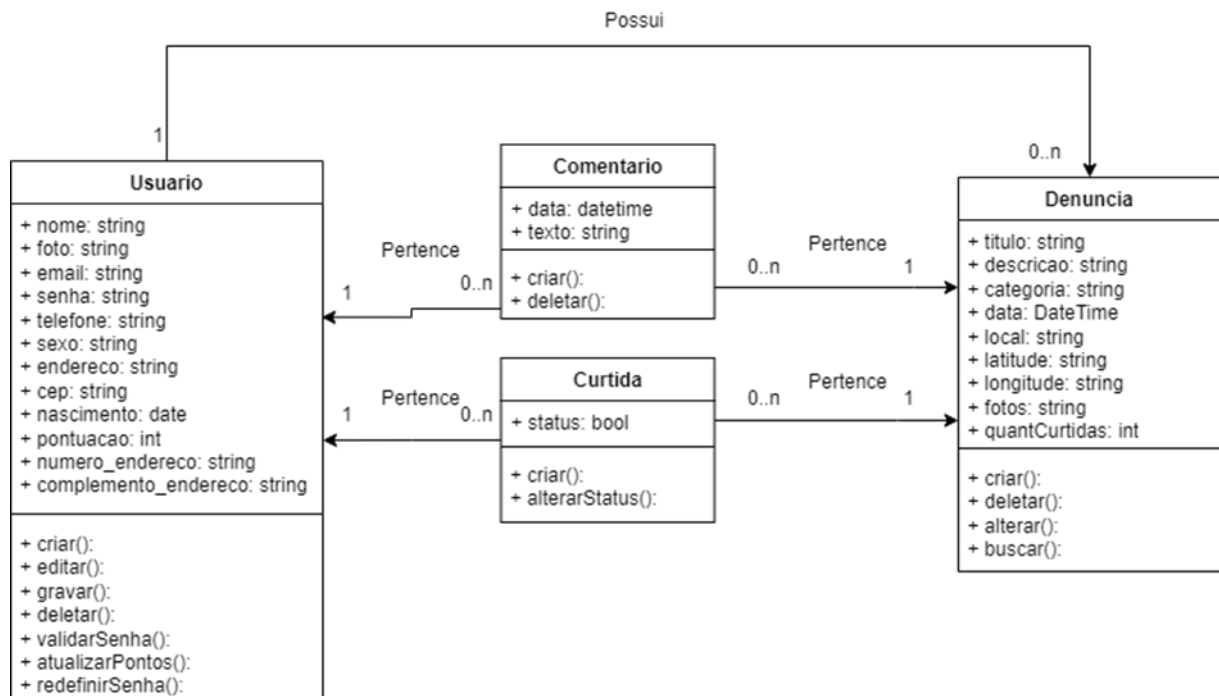 Possui
1
0..n
Usuario
+ nome: string
+ foto: string
+ email: string
+ senha: string
+ telefone: string
+ sexo: string
+ endereco: string
+ cep: string
+ nascimento: date
+ pontuacao: int
+ numero_endereco: string
+ complemento_endereco: string
+ criar():
+ editar():
+ gravar():
+ deletar():
+ validarSenha():
+ atualizarPontos():
+ redefinirSenha():
Pertence
1
0..n
Comentario
+ data: datetime
+ texto: string
+ criar():
+ deletar():
Pertence
0..n
1
Pertence
1
0..n
Curtida
+ status: bool
+ criar():
+ alterarStatus():
Pertence
0..n
1
Denuncia
+ titulo: string
+ descricao: string
+ categoria: string
+ data: DateTime
+ local: string
+ latitude: string
+ longitude: string
+ fotos: string
+ quantCurtidas: int
+ criar():
+ deletar():
+ alterar():
+ buscar():